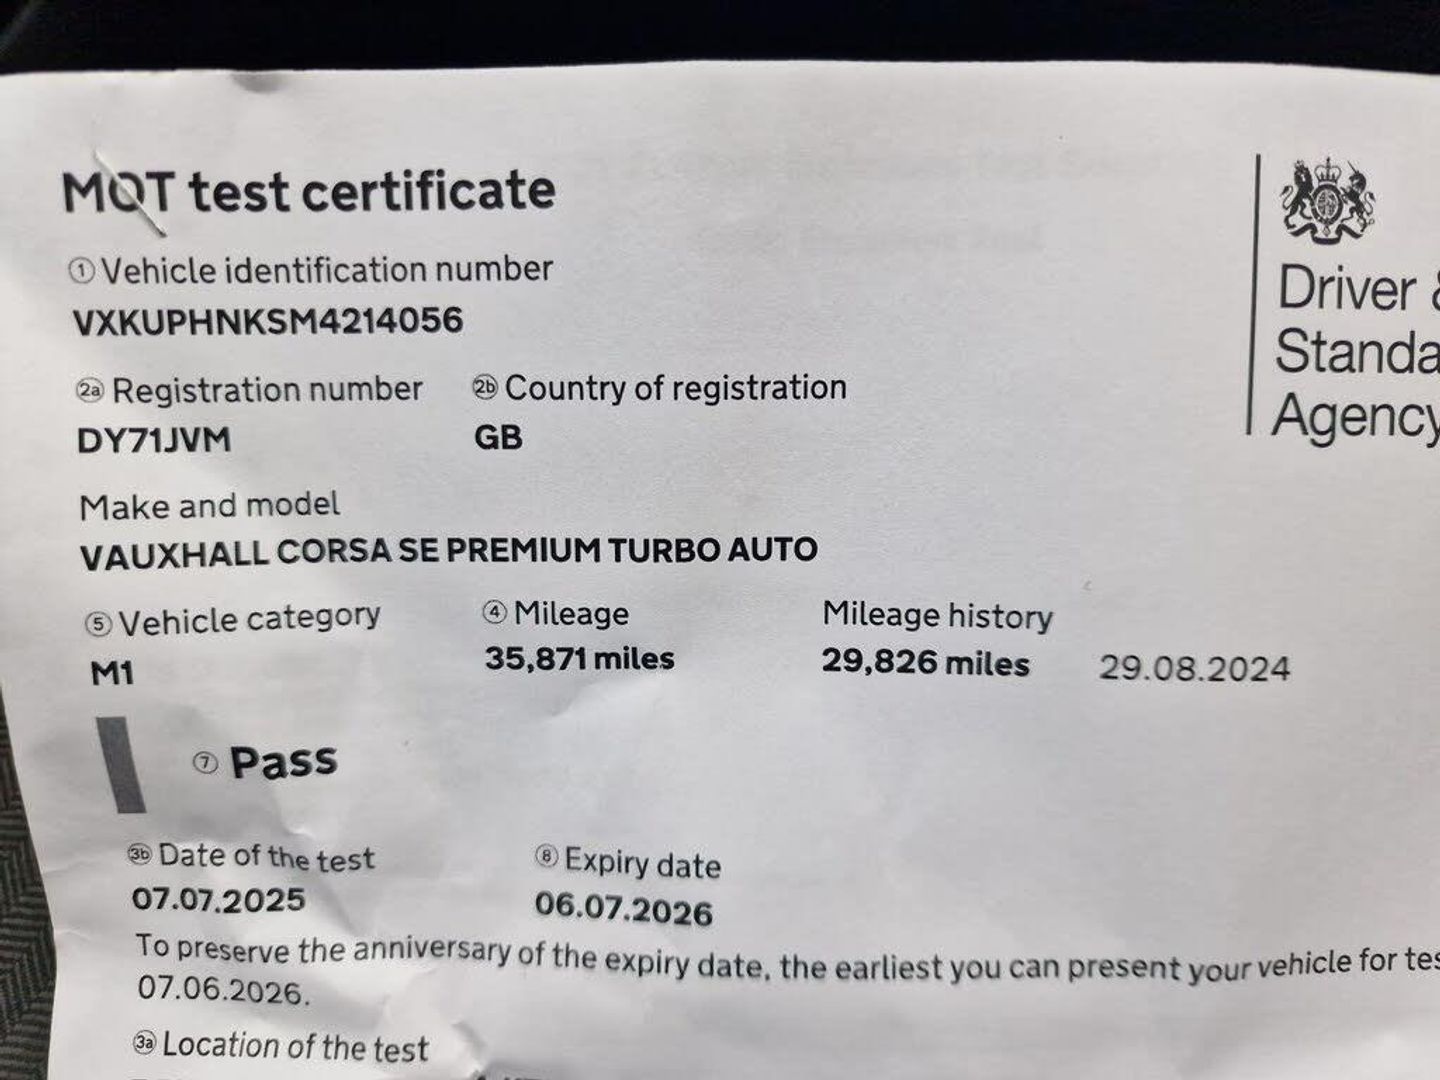 MOT test certificate
① Vehicle identification number
VXKUPHNKSM4214056
2a Registration number 2b Country of registration
DY71JVM GB
Make and model
VAUXHALL CORSA SE PREMIUM TURBO AUTO
⑤ Vehicle category ④ Mileage Mileage history
M1 35,871 miles 29,826 miles 29.08.2024
⑦ Pass
3b Date of the test ⑧ Expiry date
07.07.2025 06.07.2026
To preserve the anniversary of the expiry date, the earliest you can present your vehicle for tes
07.06.2026.
3a Location of the test
Driver &
Standa
Agency